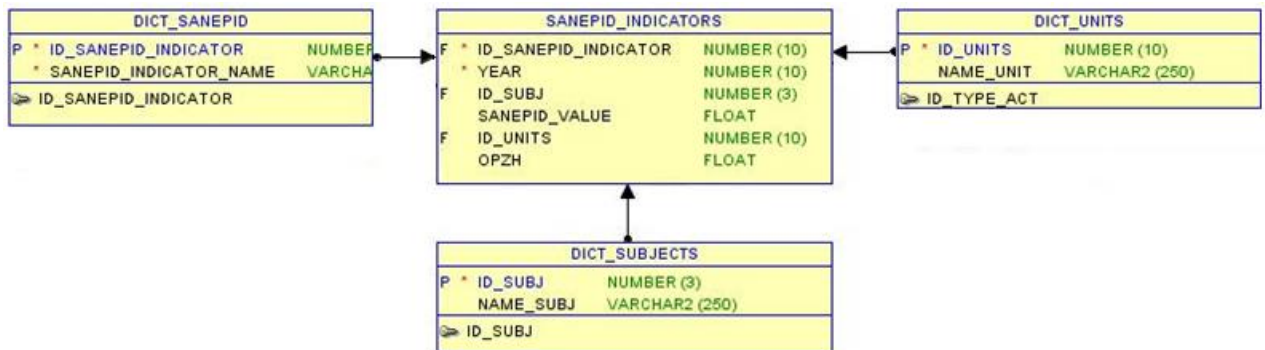 DICT_SANEPID
P * ID_SANEPID_INDICATOR NUMBER
* SANEPID_INDICATOR_NAME VARCHA
ID_SANEPID_INDICATOR
SANEPID_INDICATORS
F * ID_SANEPID_INDICATOR NUMBER (10)
* YEAR NUMBER (10)
F ID_SUBJ NUMBER (3)
SANEPID_VALUE FLOAT
F ID_UNITS NUMBER (10)
OPZH FLOAT
DICT_UNITS
P * ID_UNITS NUMBER (10)
NAME_UNIT VARCHAR2 (250)
ID_TYPE_ACT
DICT_SUBJECTS
P * ID_SUBJ NUMBER (3)
NAME_SUBJ VARCHAR2 (250)
ID_SUBJ